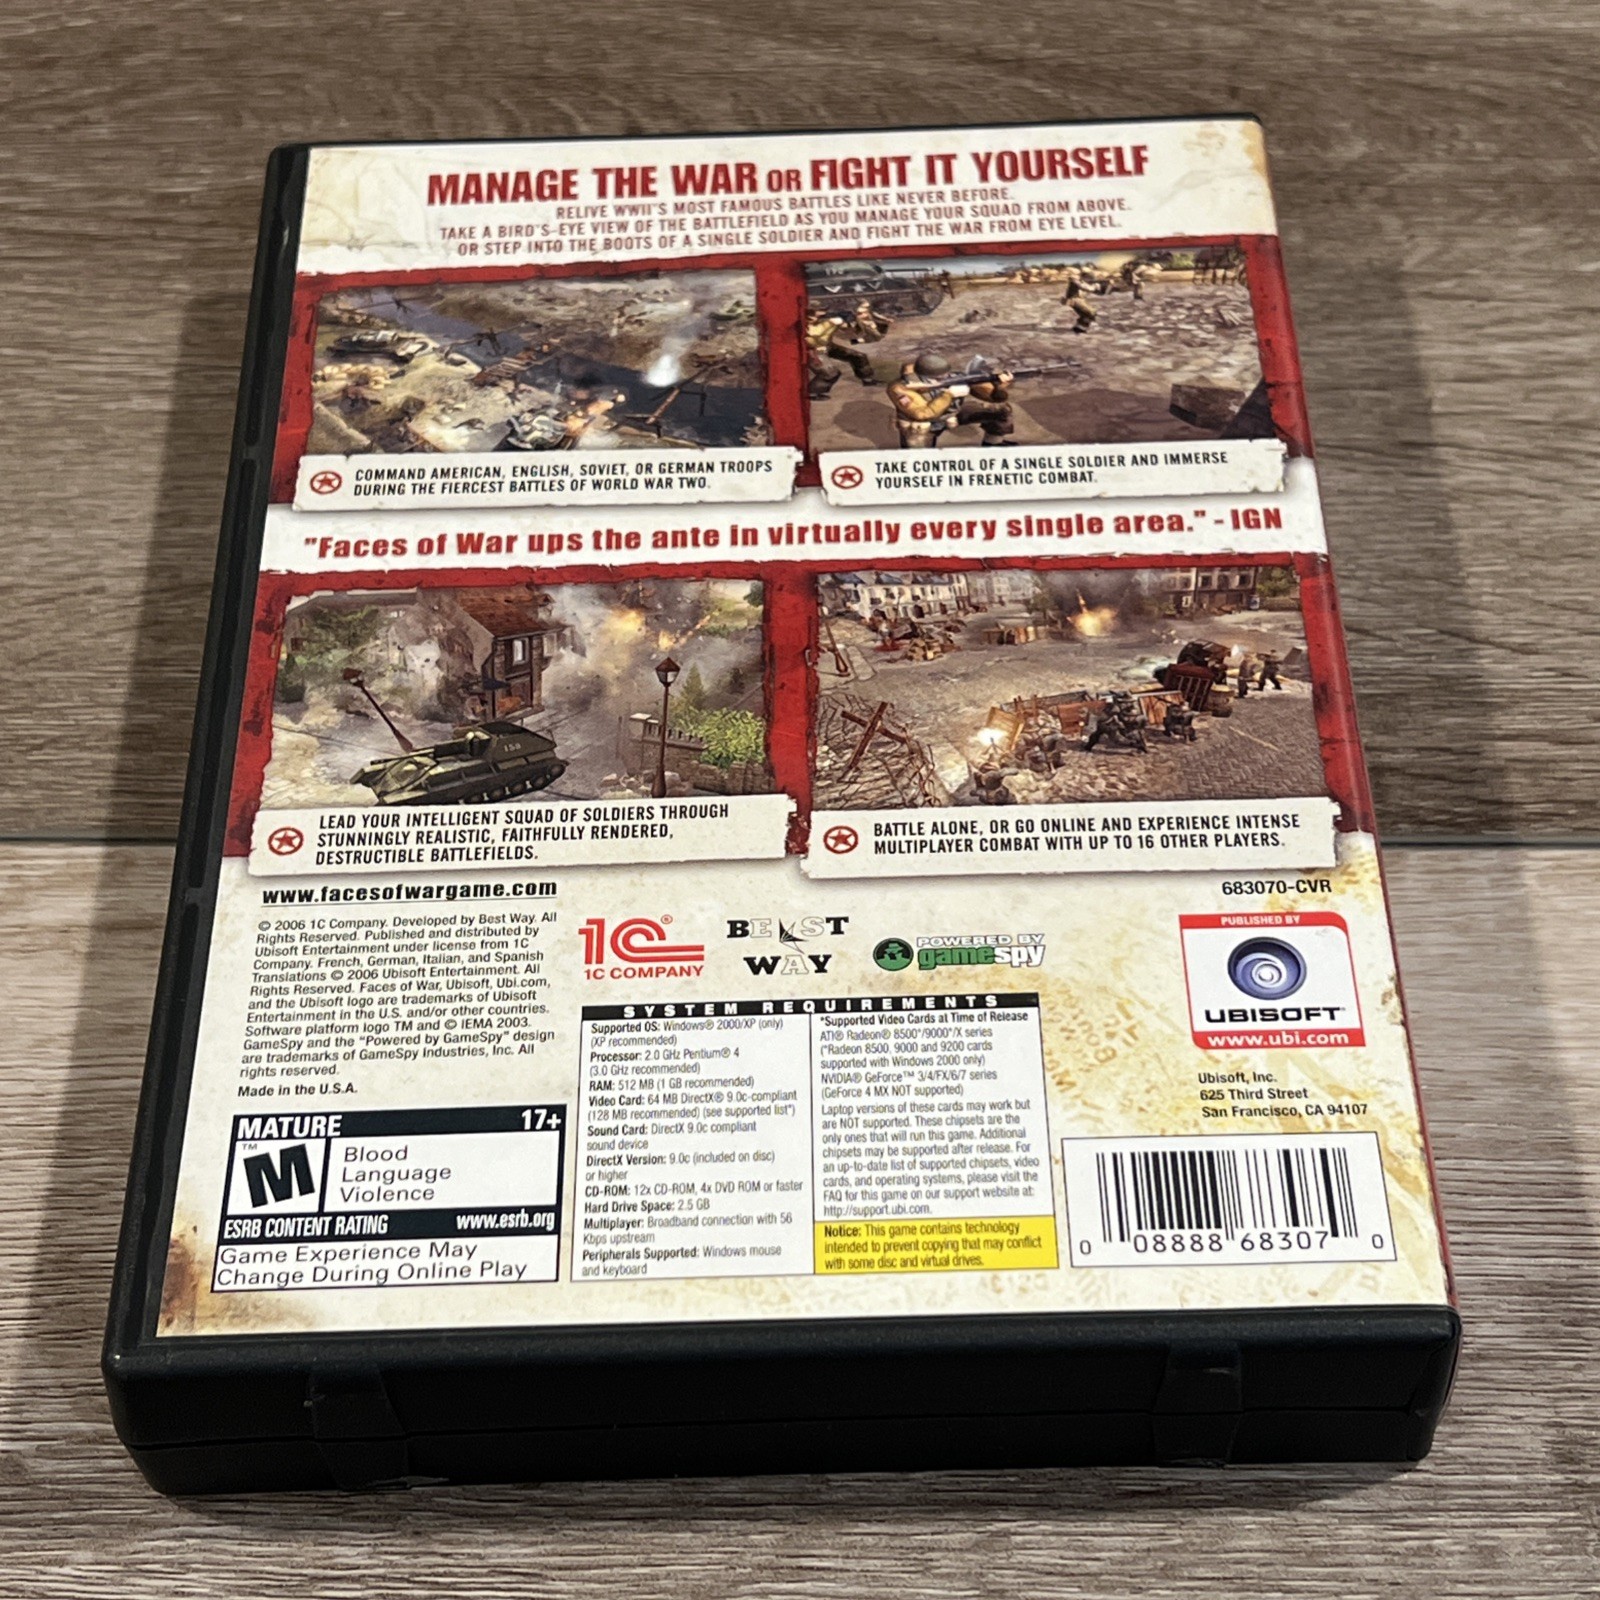 MANAGE THE WAR OR FIGHT IT YOURSELF
RELIVE WWII'S MOST FAMOUS BATTLES LIKE NEVER BEFORE.
TAKE A BIRD'S-EYE VIEW OF THE BATTLEFIELD AS YOU MANAGE YOUR SQUAD FROM ABOVE.
OR STEP INTO THE BOOTS OF A SINGLE SOLDIER AND FIGHT THE WAR FROM EYE LEVEL.
COMMAND AMERICAN, ENGLISH, SOVIET, OR GERMAN TROOPS
DURING THE FIERCEST BATTLES OF WORLD WAR TWO.
TAKE CONTROL OF A SINGLE SOLDIER AND IMMERSE
YOURSELF IN FRENETIC COMBAT.
"Faces of War ups the ante in virtually every single area." - IGN
LEAD YOUR INTELLIGENT SQUAD OF SOLDIERS THROUGH
STUNNINGLY REALISTIC, FAITHFULLY RENDERED,
DESTRUCTIBLE BATTLEFIELDS.
BATTLE ALONE, OR GO ONLINE AND EXPERIENCE INTENSE
MULTIPLAYER COMBAT WITH UP TO 16 OTHER PLAYERS.
www.facesofwargame.com
683070-CVR
© 2006 1C Company. Developed by Best Way. All
Rights Reserved. Published and distributed by
Ubisoft Entertainment under license from 1C
Company. French, German, Italian, and Spanish
Translations © 2006 Ubisoft Entertainment. All
Rights Reserved. Faces of War, Ubisoft, Ubi.com,
and the Ubisoft logo are trademarks of Ubisoft
Entertainment in the U.S. and/or other countries.
Software platform logo TM and © IEMA 2003.
GameSpy and the "Powered by GameSpy" design
are trademarks of GameSpy Industries, Inc. All
rights reserved.
Made in the U.S.A.
1C®
1C COMPANY
BEST
WAY
POWERED BY
gamespy
PUBLISHED BY
UBISOFT
www.ubi.com
Ubisoft, Inc.
625 Third Street
San Francisco, CA 94107
SYSTEM REQUIREMENTS
Supported OS: Windows® 2000/XP (only)
(XP recommended)
Processor: 2.0 GHz Pentium® 4
(3.0 GHz recommended)
RAM: 512 MB (1 GB recommended)
Video Card: 64 MB DirectX® 9.0c-compliant
(128 MB recommended) (see supported list*)
Sound Card: DirectX 9.0c compliant
sound device
DirectX Version: 9.0c (included on disc)
or higher
CD-ROM: 12x CD-ROM, 4x DVD ROM or faster
Hard Drive Space: 2.5 GB
Multiplayer: Broadband connection with 56
Kbps upstream
Peripherals Supported: Windows mouse
and keyboard
*Supported Video Cards at Time of Release
ATI® Radeon® 8500*/9000*/X series
(*Radeon 8500, 9000 and 9200 cards
supported with Windows 2000 only)
NVIDIA® GeForce™ 3/4/FX/6/7 series
(GeForce 4 MX NOT supported)
Laptop versions of these cards may work but
are NOT supported. These chipsets are the
only ones that will run this game. Additional
chipsets may be supported after release. For
an up-to-date list of supported chipsets, video
cards, and operating systems, please visit the
FAQ for this game on our support website at:
http://support.ubi.com.
Notice: This game contains technology
intended to prevent copying that may conflict
with some disc and virtual drives.
MATURE 17+
™
M
Blood
Language
Violence
ESRB CONTENT RATING www.esrb.org
Game Experience May
Change During Online Play
0 08888 68307 0